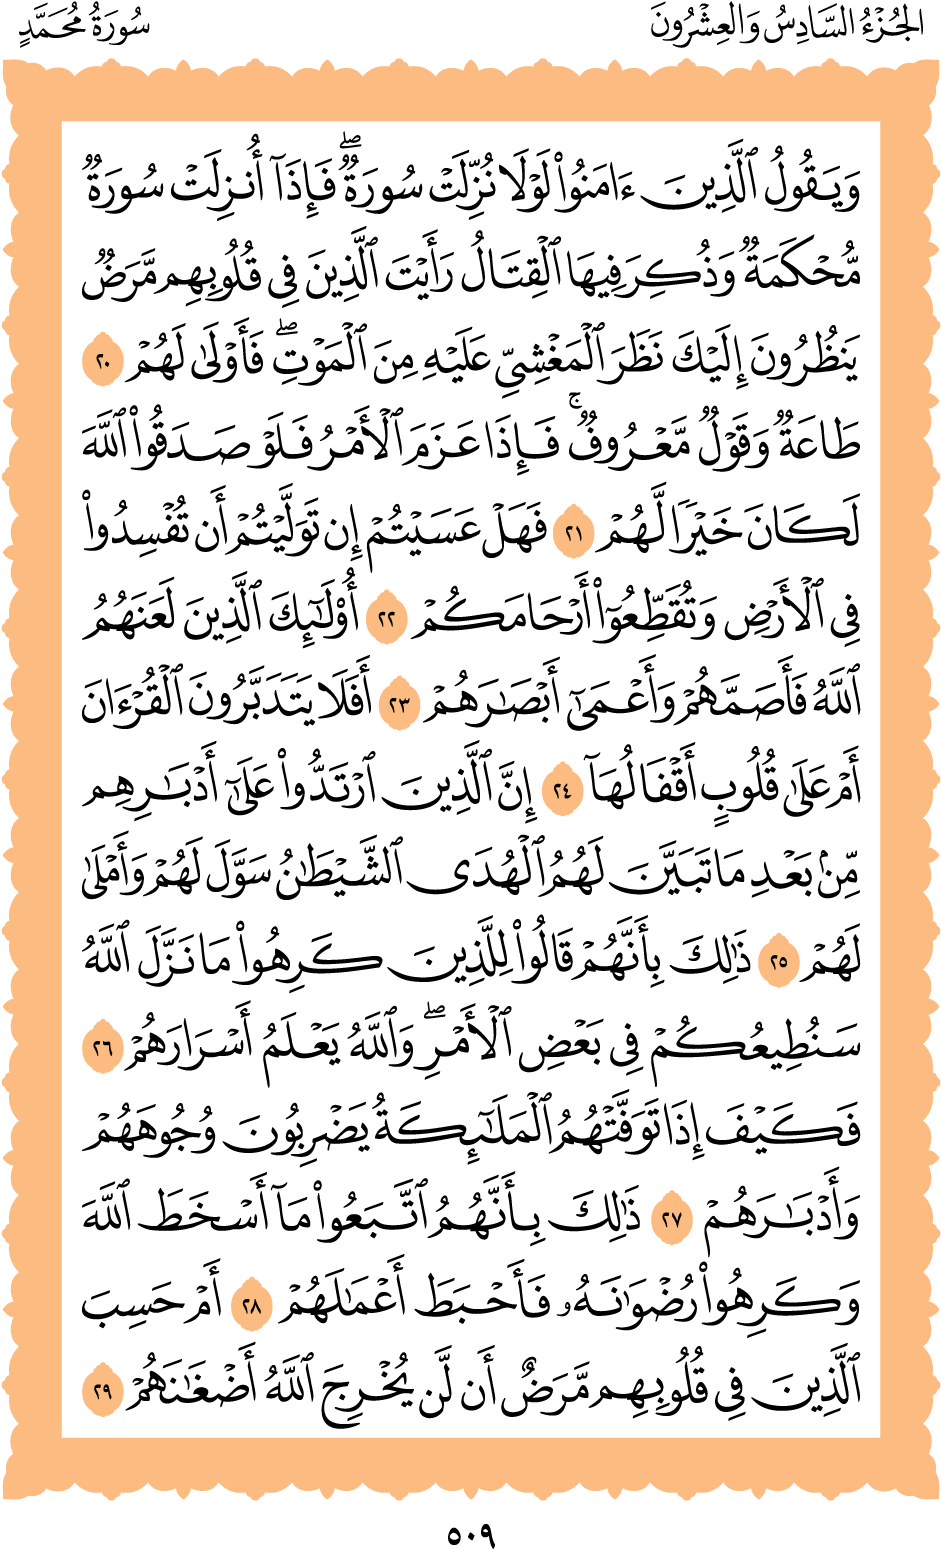 الجُزْءُ السَّادِسُ وَالعِشْرُونَ
سُورَةُ مُحَمَّدٍ
وَيَقُولُ ٱلَّذِينَ ءَامَنُوا۟ لَوْلَا نُزِّلَتْ سُورَةٌۖ فَإِذَآ أُنزِلَتْ سُورَةٌ
مُّحْكَمَةٌ وَذُكِرَ فِيهَا ٱلْقِتَالُ رَأَيْتَ ٱلَّذِينَ فِى قُلُوبِهِم مَّرَضٌ
يَنظُرُونَ إِلَيْكَ نَظَرَ ٱلْمَغْشِىِّ عَلَيْهِ مِنَ ٱلْمَوْتِۖ فَأَوْلَىٰ لَهُمْ ٢٠
طَاعَةٌ وَقَوْلٌ مَّعْرُوفٌۚ فَإِذَا عَزَمَ ٱلْأَمْرُ فَلَوْ صَدَقُوا۟ ٱللَّهَ
لَكَانَ خَيْرًا لَّهُمْ ٢١ فَهَلْ عَسَيْتُمْ إِن تَوَلَّيْتُمْ أَن تُفْسِدُوا۟
فِى ٱلْأَرْضِ وَتُقَطِّعُوٓا۟ أَرْحَامَكُمْ ٢٢ أُو۟لَـٰٓئِكَ ٱلَّذِينَ لَعَنَهُمُ
ٱللَّهُ فَأَصَمَّهُمْ وَأَعْمَىٰٓ أَبْصَـٰرَهُمْ ٢٣ أَفَلَا يَتَدَبَّرُونَ ٱلْقُرْءَانَ
أَمْ عَلَىٰ قُلُوبٍ أَقْفَالُهَآ ٢٤ إِنَّ ٱلَّذِينَ ٱرْتَدُّوا۟ عَلَىٰٓ أَدْبَـٰرِهِم
مِّنۢ بَعْدِ مَا تَبَيَّنَ لَهُمُ ٱلْهُدَى ٱلشَّيْطَـٰنُ سَوَّلَ لَهُمْ وَأَمْلَىٰ
لَهُمْ ٢٥ ذَٰلِكَ بِأَنَّهُمْ قَالُوا۟ لِلَّذِينَ كَرِهُوا۟ مَا نَزَّلَ ٱللَّهُ
سَنُطِيعُكُمْ فِى بَعْضِ ٱلْأَمْرِۖ وَٱللَّهُ يَعْلَمُ أَسْرَارَهُمْ ٢٦
فَكَيْفَ إِذَا تَوَفَّتْهُمُ ٱلْمَلَـٰٓئِكَةُ يَضْرِبُونَ وُجُوهَهُمْ
وَأَدْبَـٰرَهُمْ ٢٧ ذَٰلِكَ بِأَنَّهُمُ ٱتَّبَعُوا۟ مَآ أَسْخَطَ ٱللَّهَ
وَكَرِهُوا۟ رُضْوَٰنَهُۥ فَأَحْبَطَ أَعْمَـٰلَهُمْ ٢٨ أَمْ حَسِبَ
ٱلَّذِينَ فِى قُلُوبِهِم مَّرَضٌ أَن لَّن يُخْرِجَ ٱللَّهُ أَضْغَـٰنَهُمْ ٢٩
٥٠٩